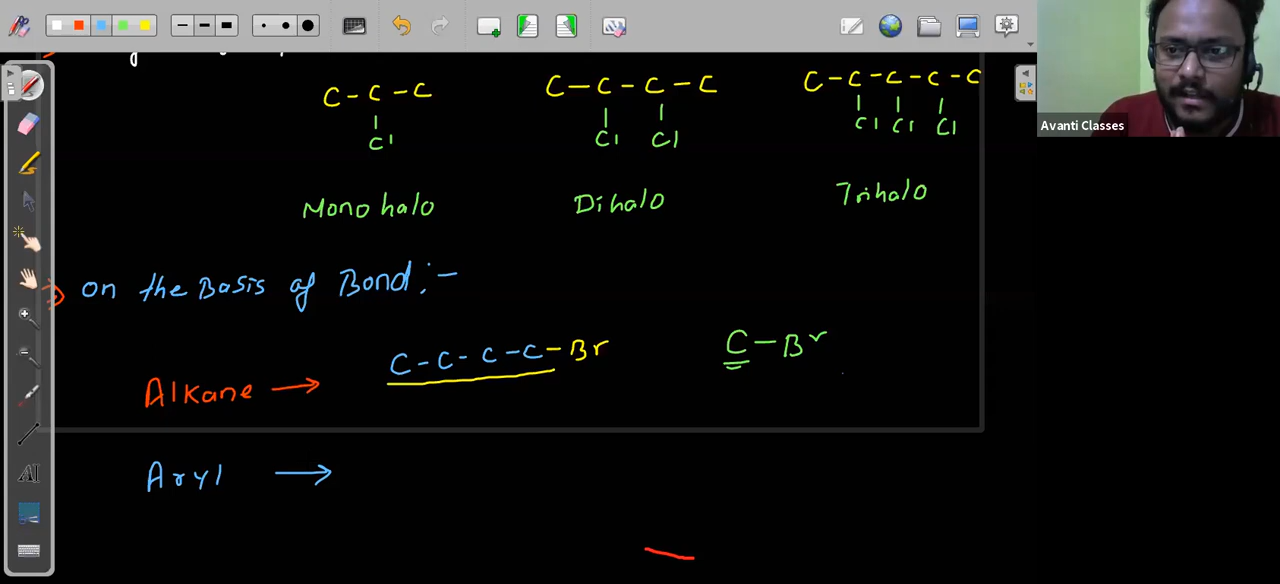 C-C-C C-C-C-C C-C-C-C-C
Cl Cl Cl Cl Cl Cl
Mono halo Dihalo Trihalo
Avanti Classes
⇒ on the Basis of Bond :-
C-C-C-C-Br C-Br
Alkane →
Aryl →
AI